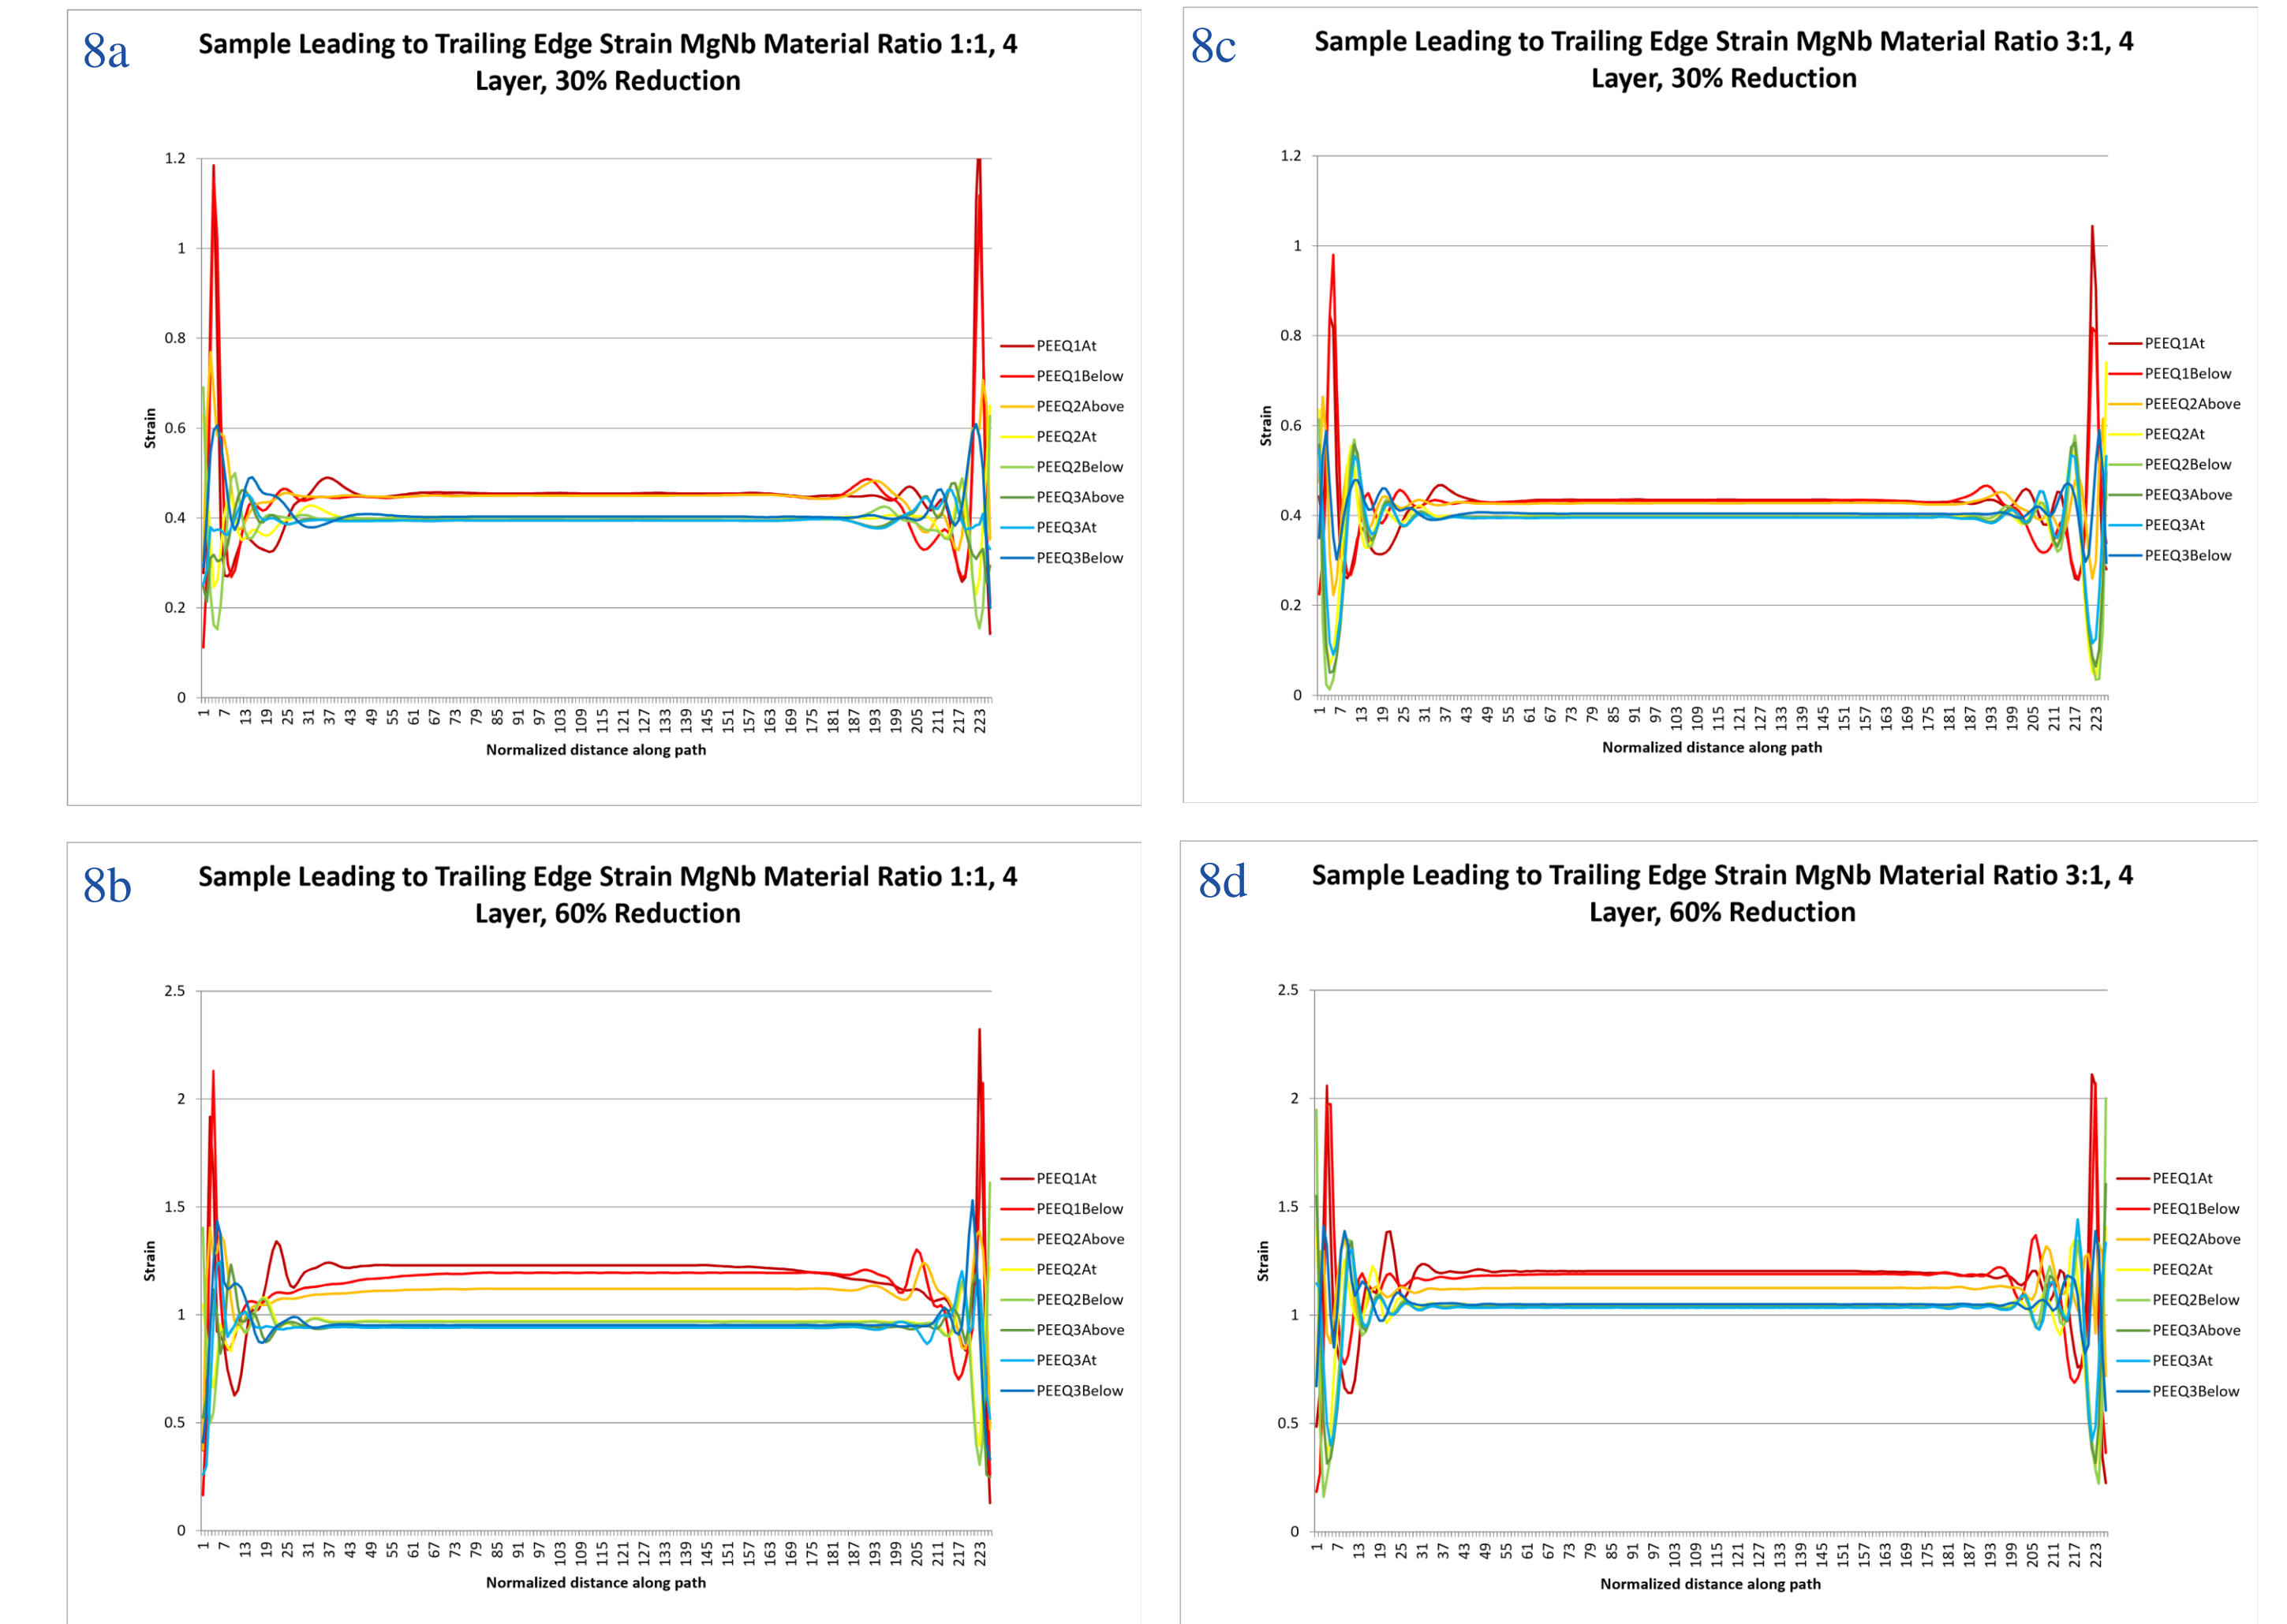 8a
Sample Leading to Trailing Edge Strain MgNb Material Ratio 1:1, 4
Layer, 30% Reduction
1.2
1
0.8
0.6
0.4
0.2
0
Strain
1 7 13 19 25 31 37 43 49 55 61 67 73 79 85 91 97 103 109 115 121 127 133 139 145 151 157 163 169 175 181 187 193 199 205 211 217 223
Normalized distance along path
PEEQ1At
PEEQ1Below
PEEQ2Above
PEEQ2At
PEEQ2Below
PEEQ3Above
PEEQ3At
PEEQ3Below
8c
Sample Leading to Trailing Edge Strain MgNb Material Ratio 3:1, 4
Layer, 30% Reduction
1.2
1
0.8
0.6
0.4
0.2
0
Strain
1 7 13 19 25 31 37 43 49 55 61 67 73 79 85 91 97 103 109 115 121 127 133 139 145 151 157 163 169 175 181 187 193 199 205 211 217 223
Normalized distance along path
PEEQ1At
PEEQ1Below
PEEEQ2Above
PEEQ2At
PEEQ2Below
PEEQ3Above
PEEQ3At
PEEQ3Below
8b
Sample Leading to Trailing Edge Strain MgNb Material Ratio 1:1, 4
Layer, 60% Reduction
2.5
2
1.5
1
0.5
0
Strain
1 7 13 19 25 31 37 43 49 55 61 67 73 79 85 91 97 103 109 115 121 127 133 139 145 151 157 163 169 175 181 187 193 199 205 211 217 223
Normalized distance along path
PEEQ1At
PEEQ1Below
PEEQ2Above
PEEQ2At
PEEQ2Below
PEEQ3Above
PEEQ3At
PEEQ3Below
8d
Sample Leading to Trailing Edge Strain MgNb Material Ratio 3:1, 4
Layer, 60% Reduction
2.5
2
1.5
1
0.5
0
Strain
1 7 13 19 25 31 37 43 49 55 61 67 73 79 85 91 97 103 109 115 121 127 133 139 145 151 157 163 169 175 181 187 193 199 205 211 217 223
Normalized distance along path
PEEQ1At
PEEQ1Below
PEEQ2Above
PEEQ2At
PEEQ2Below
PEEQ3Above
PEEQ3At
PEEQ3Below